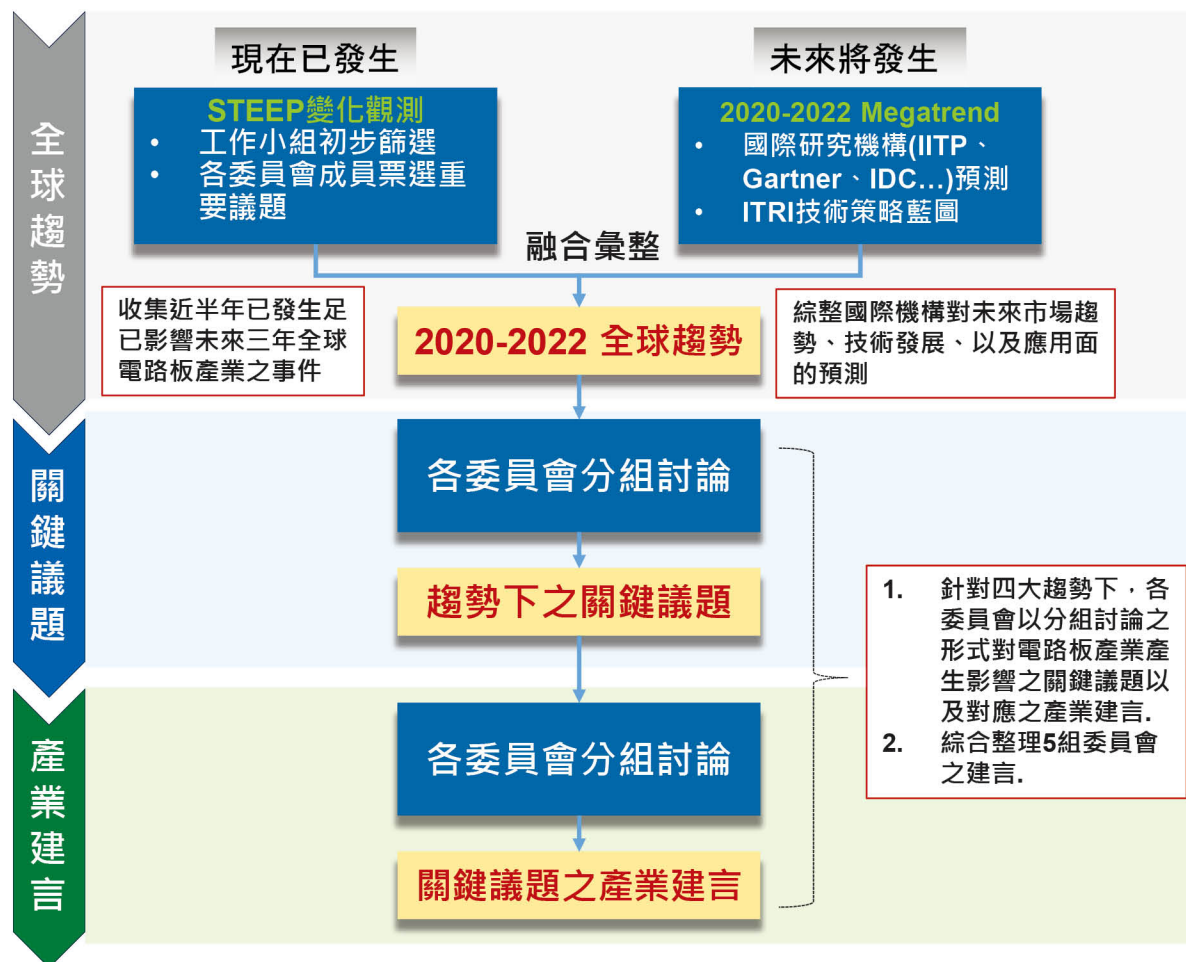 全球趨勢
現在已發生
未來將發生
STEEP變化觀測
• 工作小組初步篩選
• 各委員會成員票選重
要議題
2020-2022 Megatrend
• 國際研究機構(IITP、
Gartner、IDC...)預測
• ITRI技術策略藍圖
融合彙整
收集近半年已發生足
已影響未來三年全球
電路板產業之事件
2020-2022 全球趨勢
綜整國際機構對未來市場趨
勢、技術發展、以及應用面
的預測
關鍵議題
各委員會分組討論
趨勢下之關鍵議題
1. 針對四大趨勢下，各
委員會以分組討論之
形式對電路板產業產
生影響之關鍵議題以
及對應之產業建言.
2. 綜合整理5組委員會
之建言.
產業建言
各委員會分組討論
關鍵議題之產業建言